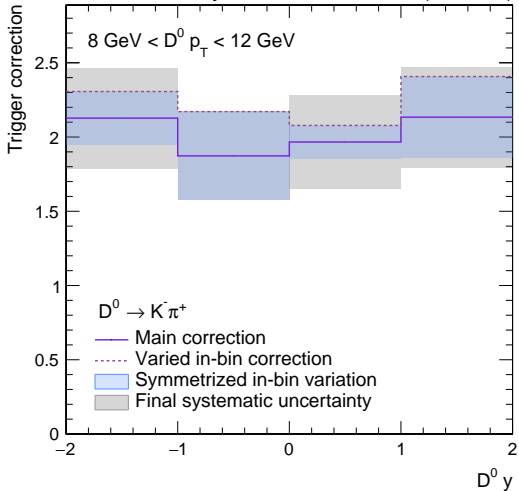 8 GeV < D⁰ p_T < 12 GeV
Trigger correction
2.5
2
1.5
1
0.5
0
D⁰ → K⁻π⁺
Main correction
Varied in-bin correction
Symmetrized in-bin variation
Final systematic uncertainty
−2 −1 0 1 2
D⁰ y